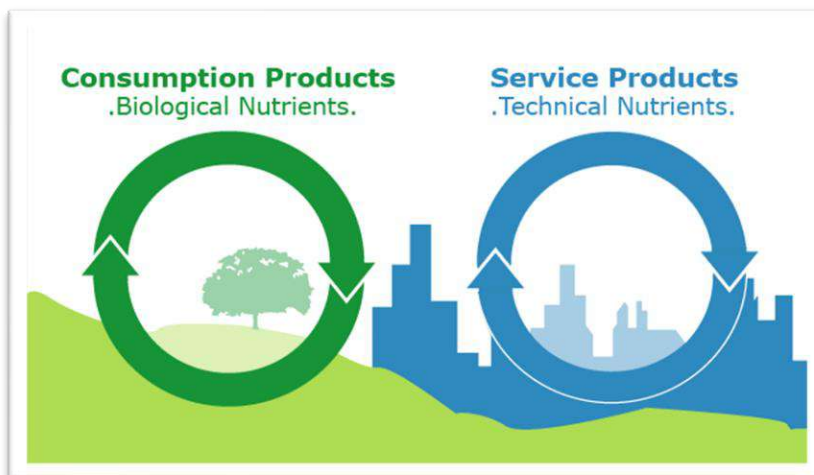 Consumption Products
.Biological Nutrients.
Service Products
.Technical Nutrients.